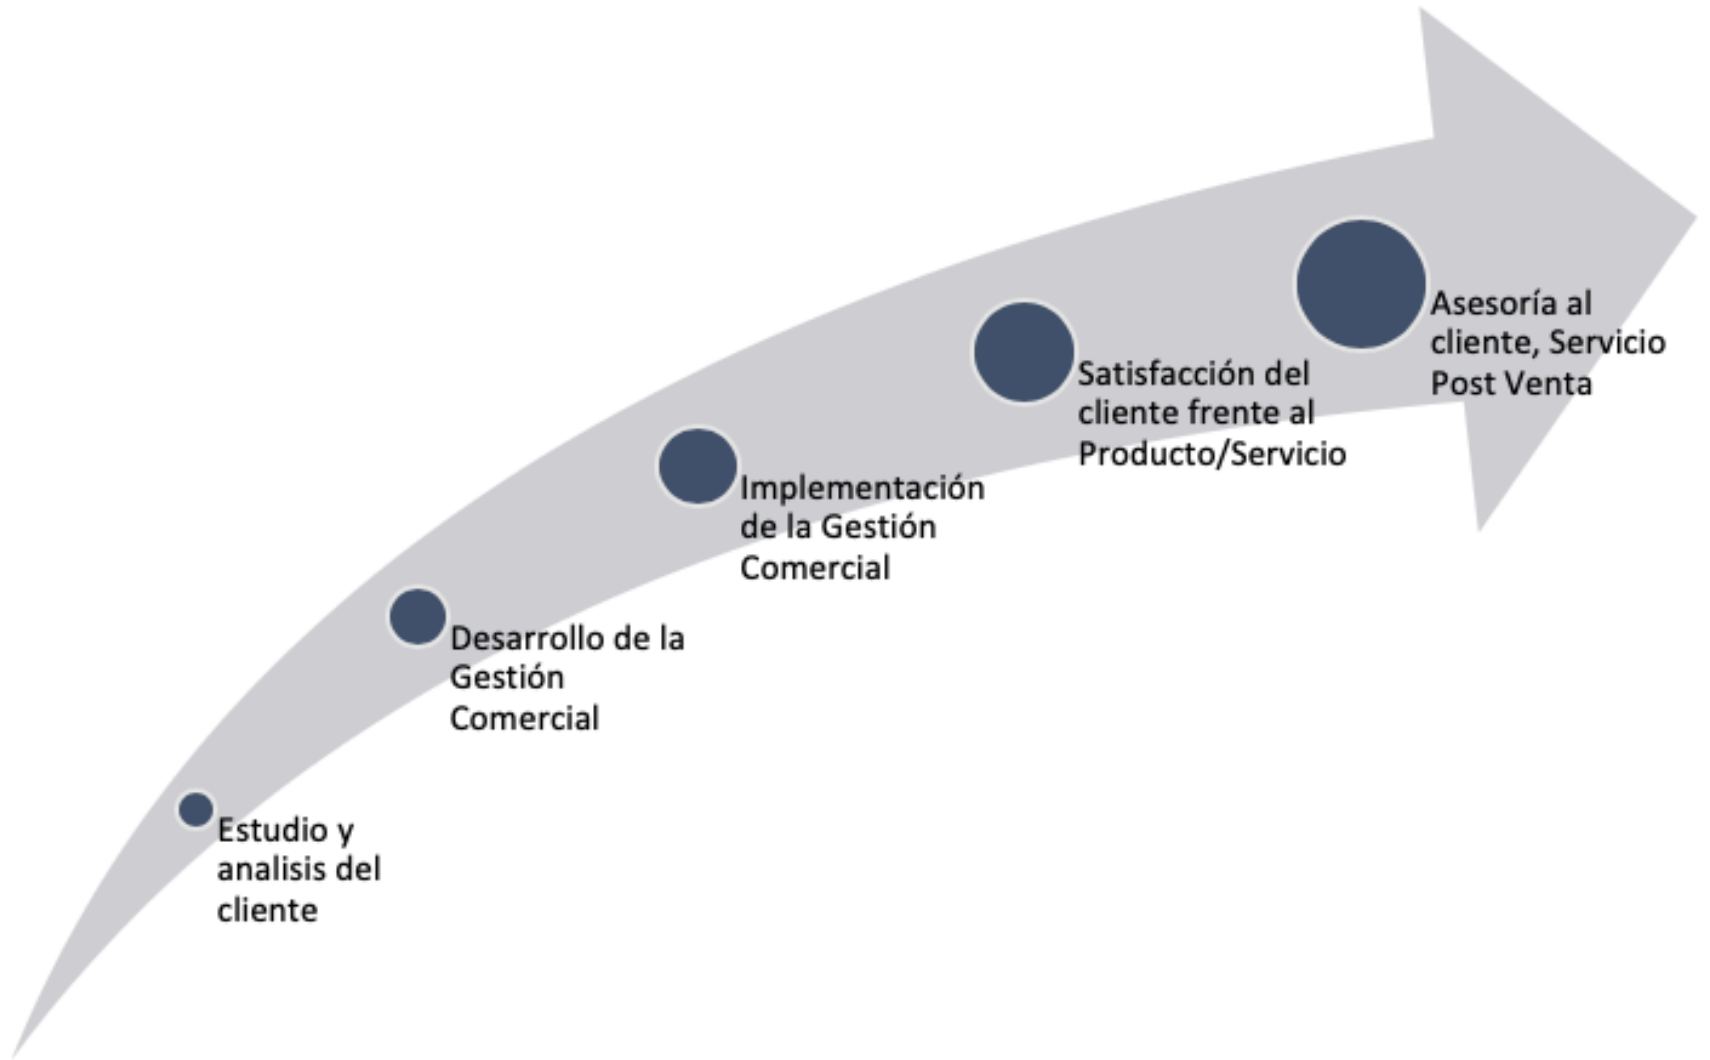 Asesoría al
cliente, Servicio
Post Venta
Satisfacción del
cliente frente al
Producto/Servicio
Implementación
de la Gestión
Comercial
Desarrollo de la
Gestión
Comercial
Estudio y
analisis del
cliente